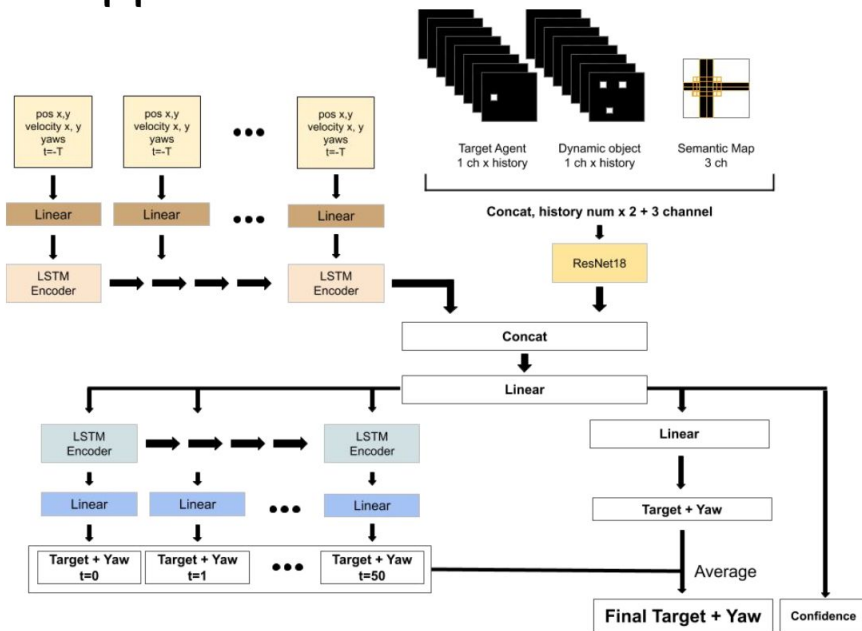 pos x,y
velocity x, y
yaws
t=-T
pos x,y
velocity x, y
yaws
t=-T
pos x,y
velocity x, y
yaws
t=-T
Linear
Linear
Linear
LSTM
Encoder
LSTM
Encoder
Target Agent
1 ch x history
Dynamic object
1 ch x history
Semantic Map
3 ch
Concat, history num x 2 + 3 channel
ResNet18
Concat
Linear
LSTM
Encoder
LSTM
Encoder
Linear
Linear
Linear
Target + Yaw
t=0
Target + Yaw
t=1
Target + Yaw
t=50
Linear
Target + Yaw
Average
Final Target + Yaw
Confidence